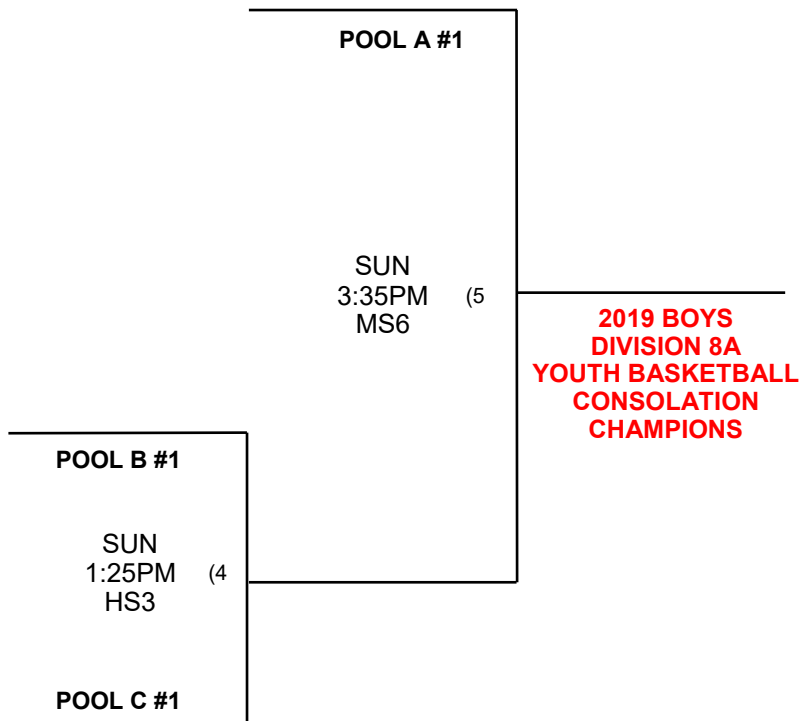 POOL A #1
SUN
3:35PM (5
MS6
2019 BOYS
DIVISION 8A
YOUTH BASKETBALL
CONSOLATION
CHAMPIONS
POOL B #1
SUN
1:25PM (4
HS3
POOL C #1